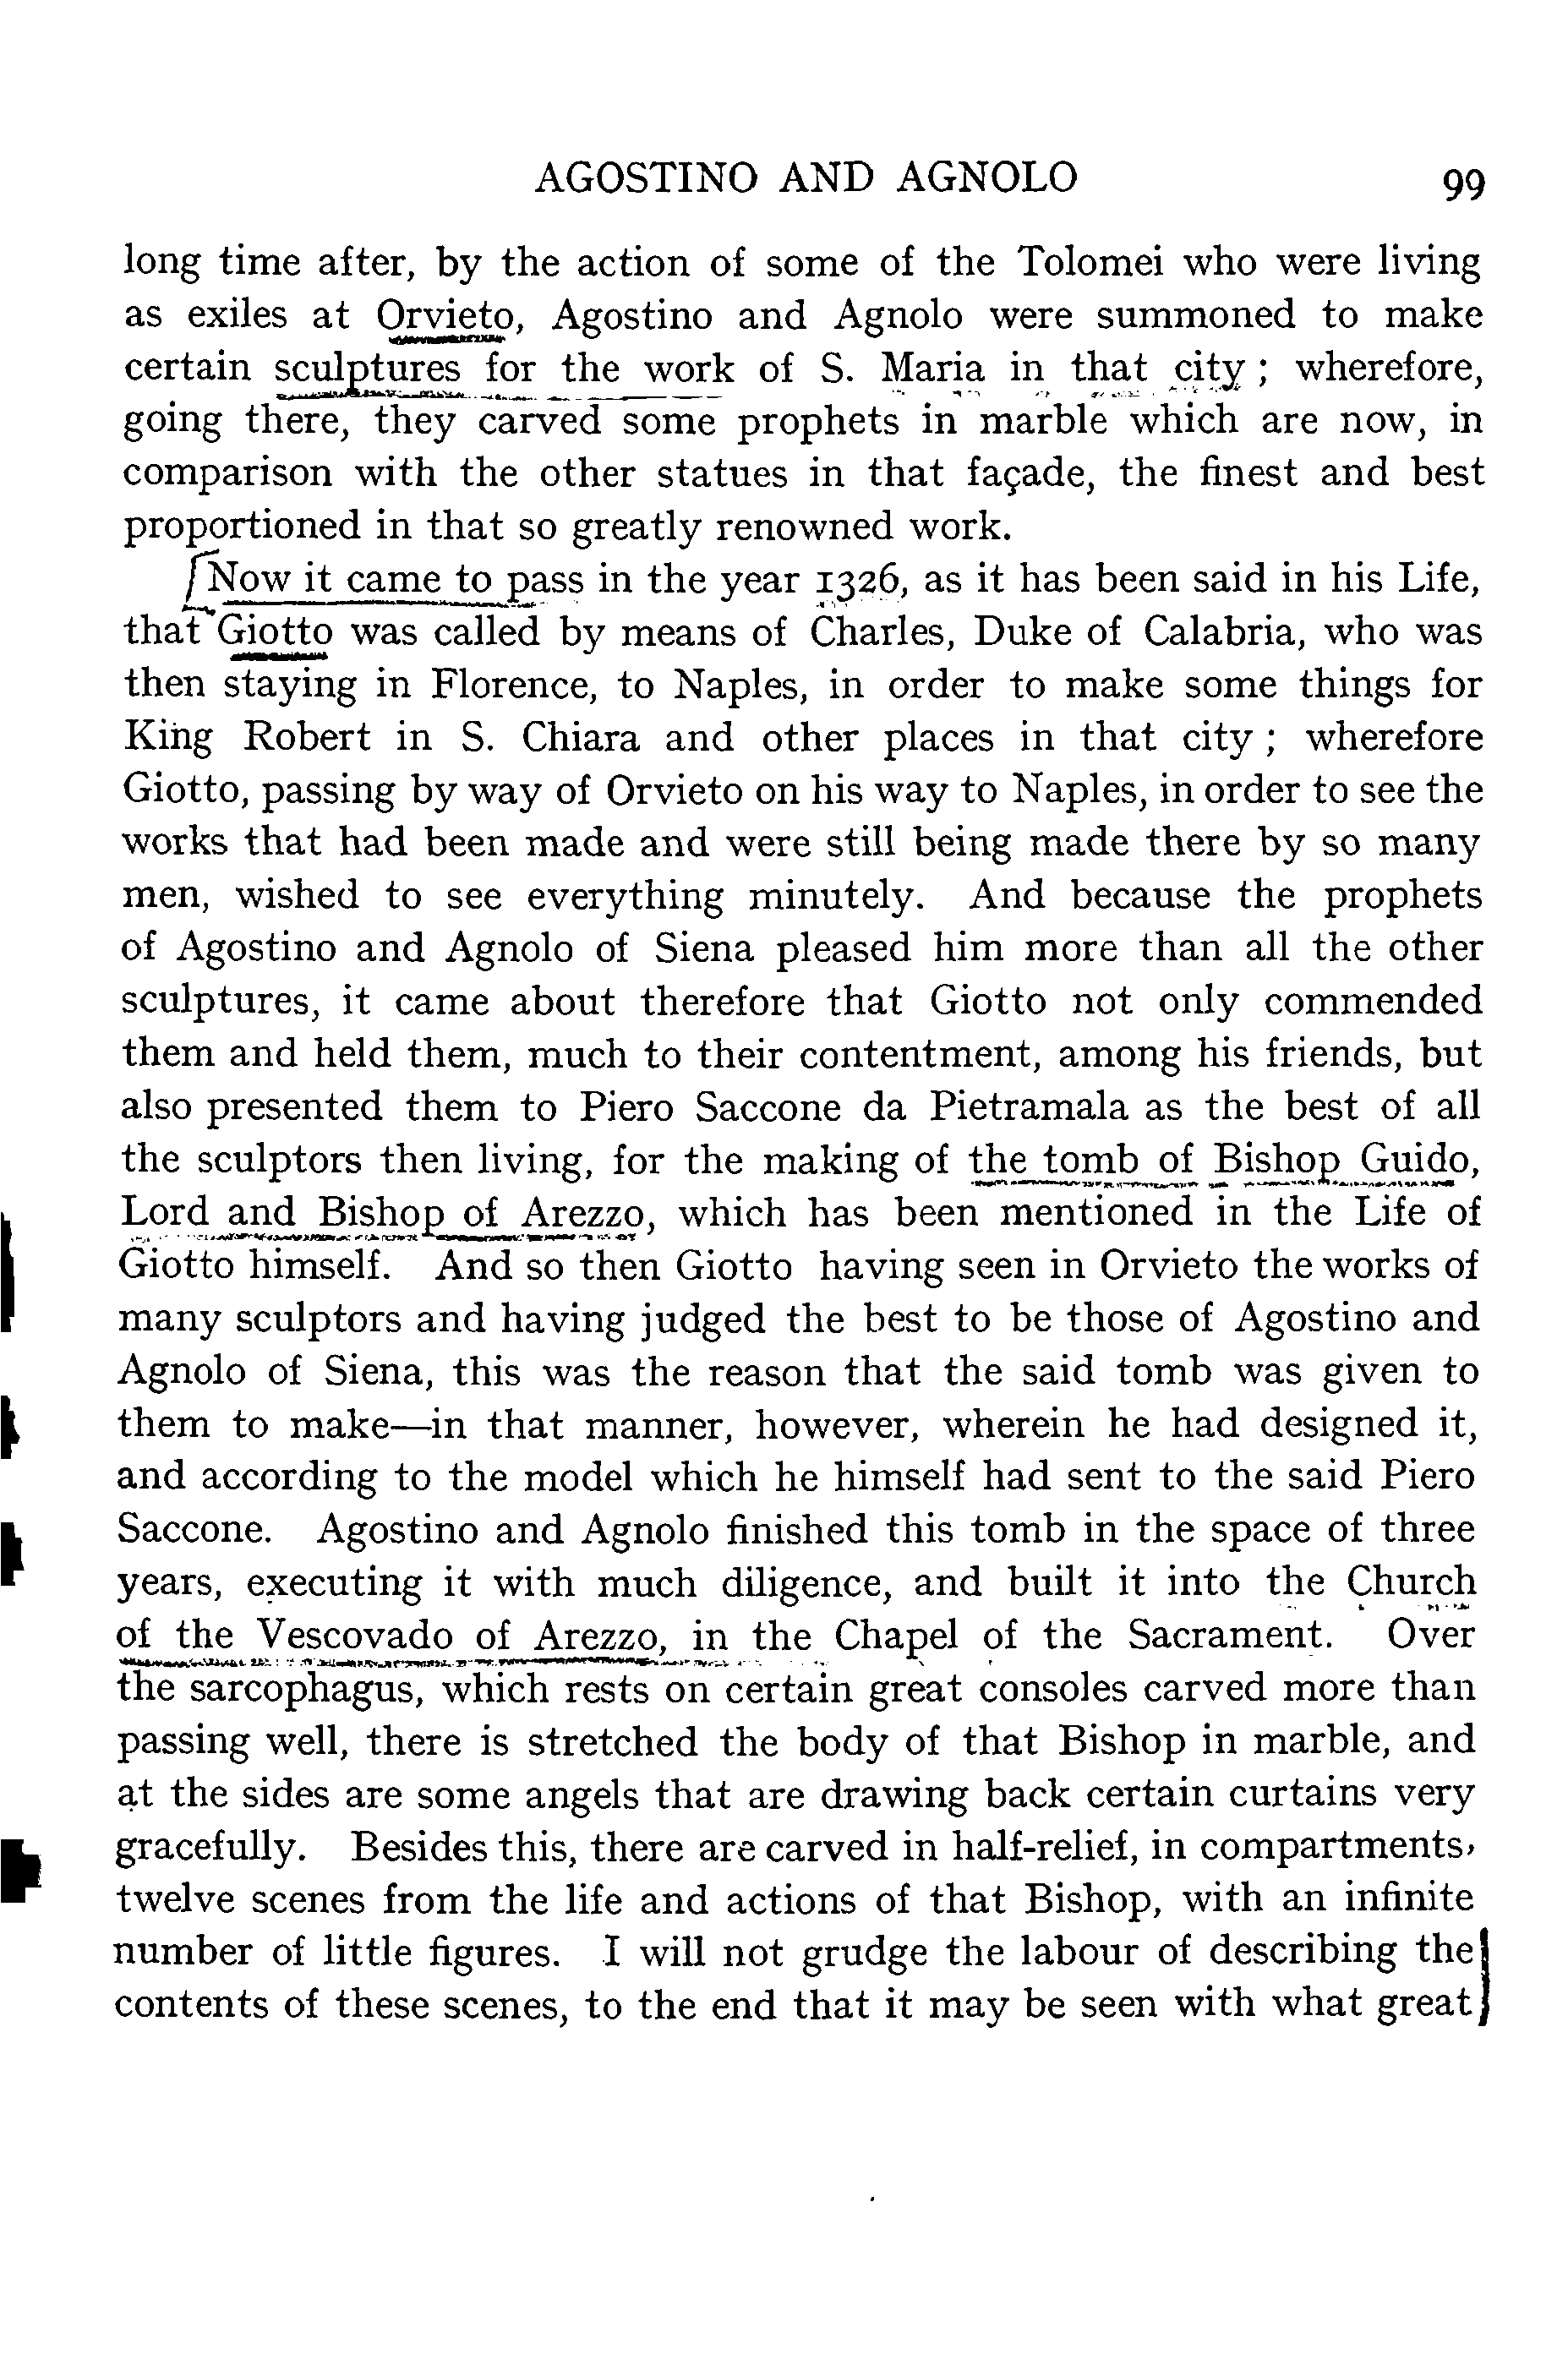 AGOSTINO AND AGNOLO 99
long time after, by the action of some of the Tolomei who were living
as exiles at Orvieto, Agostino and Agnolo were summoned to make
certain sculptures for the work of S. Maria in that city; wherefore,
going there, they carved some prophets in marble which are now, in
comparison with the other statues in that façade, the finest and best
proportioned in that so greatly renowned work.
Now it came to pass in the year 1326, as it has been said in his Life,
that Giotto was called by means of Charles, Duke of Calabria, who was
then staying in Florence, to Naples, in order to make some things for
King Robert in S. Chiara and other places in that city; wherefore
Giotto, passing by way of Orvieto on his way to Naples, in order to see the
works that had been made and were still being made there by so many
men, wished to see everything minutely. And because the prophets
of Agostino and Agnolo of Siena pleased him more than all the other
sculptures, it came about therefore that Giotto not only commended
them and held them, much to their contentment, among his friends, but
also presented them to Piero Saccone da Pietramala as the best of all
the sculptors then living, for the making of the tomb of Bishop Guido,
Lord and Bishop of Arezzo, which has been mentioned in the Life of
Giotto himself. And so then Giotto having seen in Orvieto the works of
many sculptors and having judged the best to be those of Agostino and
Agnolo of Siena, this was the reason that the said tomb was given to
them to make—in that manner, however, wherein he had designed it,
and according to the model which he himself had sent to the said Piero
Saccone. Agostino and Agnolo finished this tomb in the space of three
years, executing it with much diligence, and built it into the Church
of the Vescovado of Arezzo, in the Chapel of the Sacrament. Over
the sarcophagus, which rests on certain great consoles carved more than
passing well, there is stretched the body of that Bishop in marble, and
at the sides are some angels that are drawing back certain curtains very
gracefully. Besides this, there are carved in half-relief, in compartments,
twelve scenes from the life and actions of that Bishop, with an infinite
number of little figures. I will not grudge the labour of describing the
contents of these scenes, to the end that it may be seen with what great